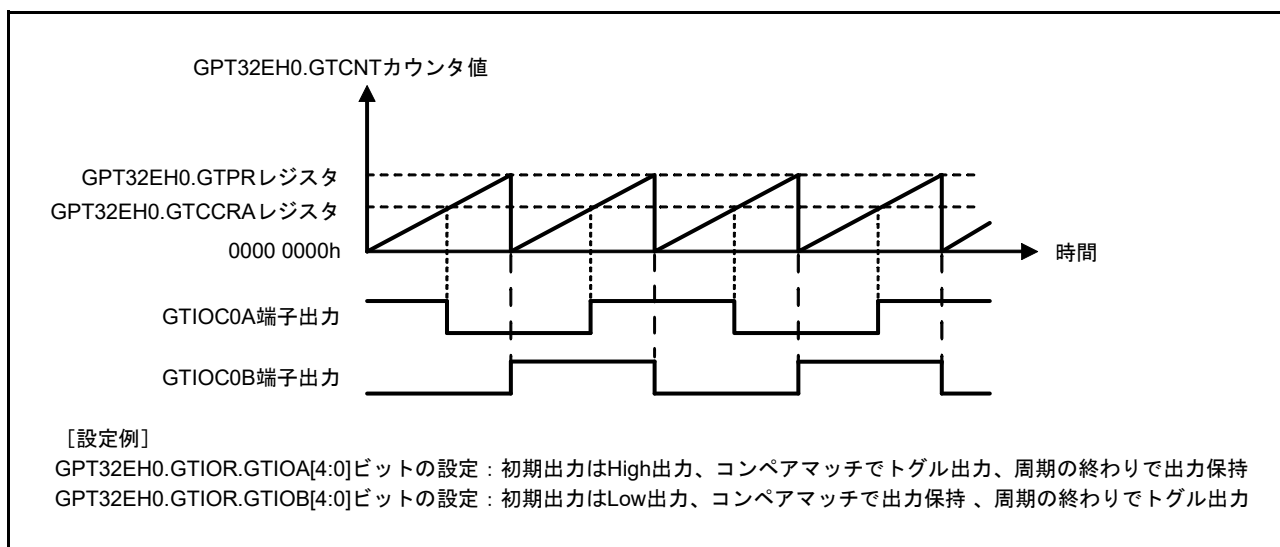 GPT32EH0.GTCNTカウンタ値
GPT32EH0.GTPRレジスタ
GPT32EH0.GTCCRAレジスタ
0000 0000h
時間
GTIOC0A端子出力
GTIOC0B端子出力
［設定例］
GPT32EH0.GTIOR.GTIOA[4:0]ビットの設定：初期出力はHigh出力、コンペアマッチでトグル出力、周期の終わりで出力保持
GPT32EH0.GTIOR.GTIOB[4:0]ビットの設定：初期出力はLow出力、コンペアマッチで出力保持 、周期の終わりでトグル出力